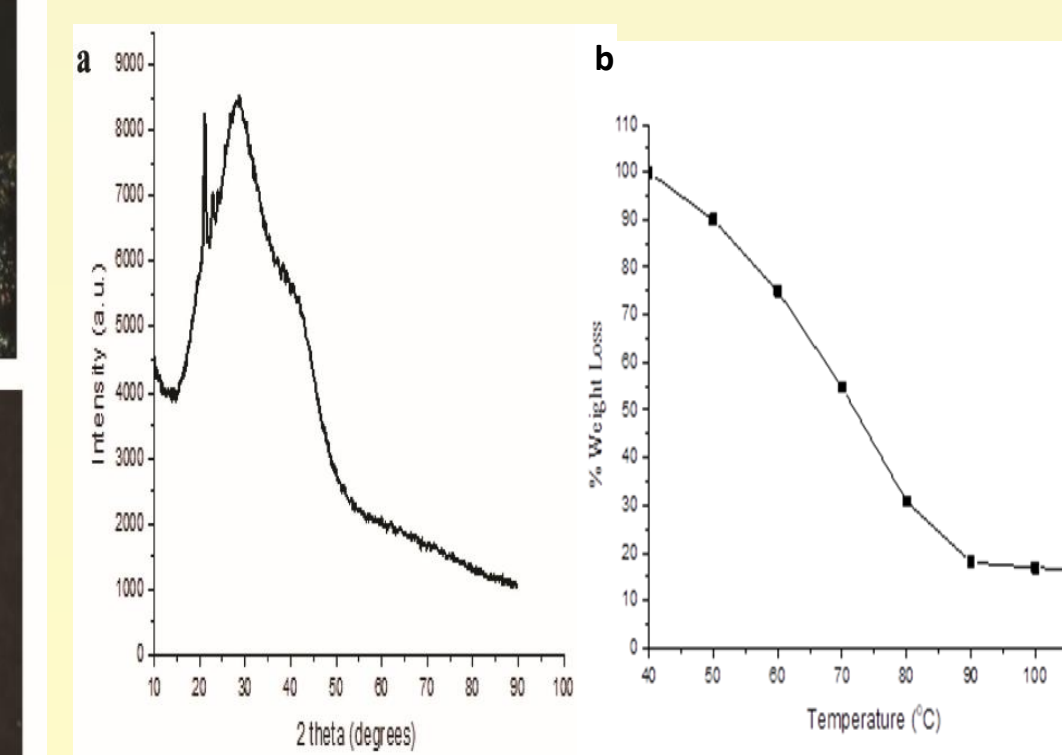 a
9000
8000
7000
6000
5000
4000
3000
2000
1000
0
Intensity (a.u.)
10 20 30 40 50 60 70 80 90 100
2 theta (degrees)
b
110
100
90
80
70
60
50
40
30
20
10
0
% Weight Loss
40 50 60 70 80 90 100
Temperature (⁰C)